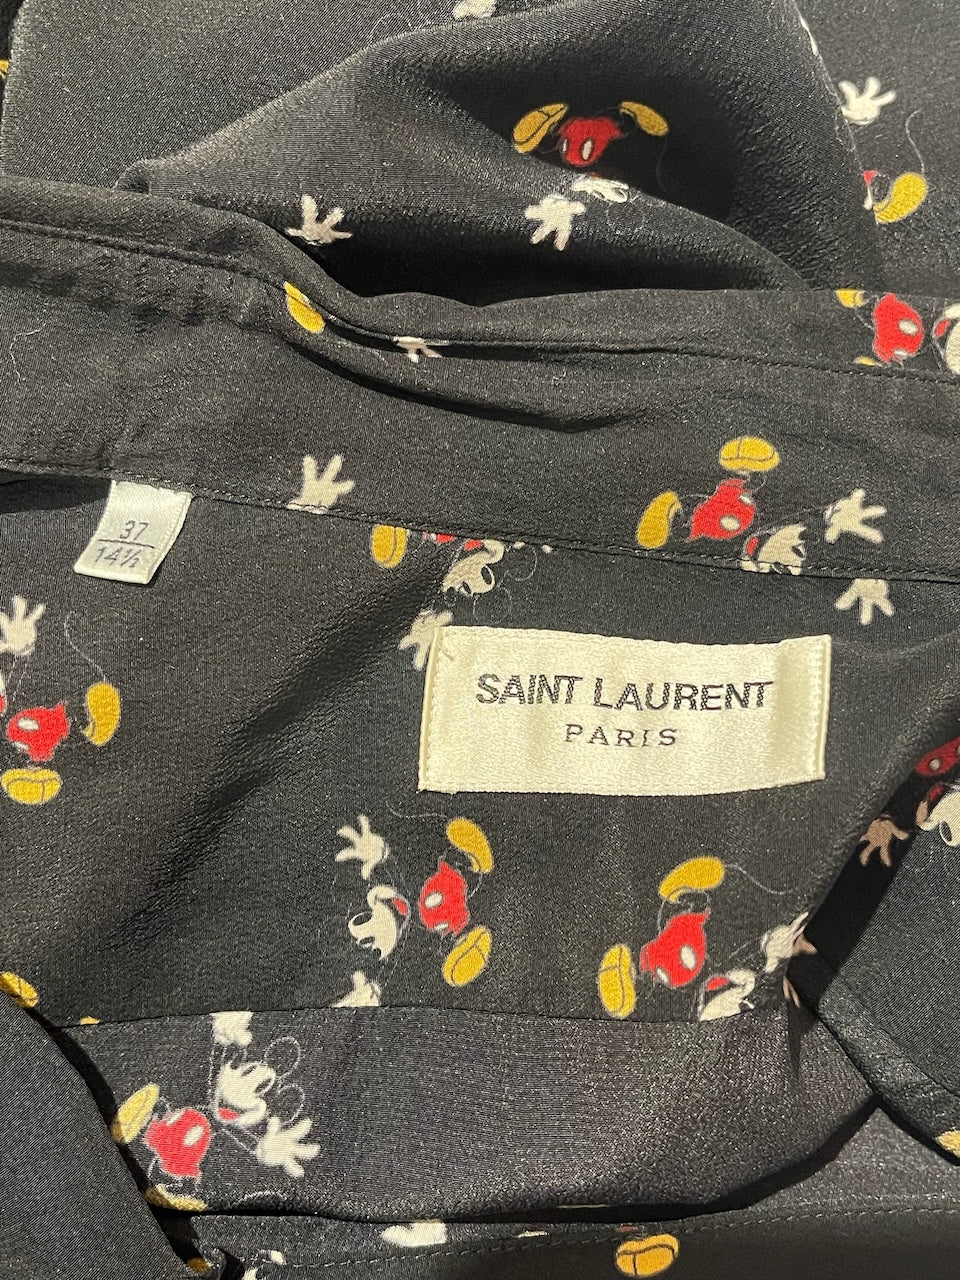 37
14½
SAINT LAURENT
PARIS